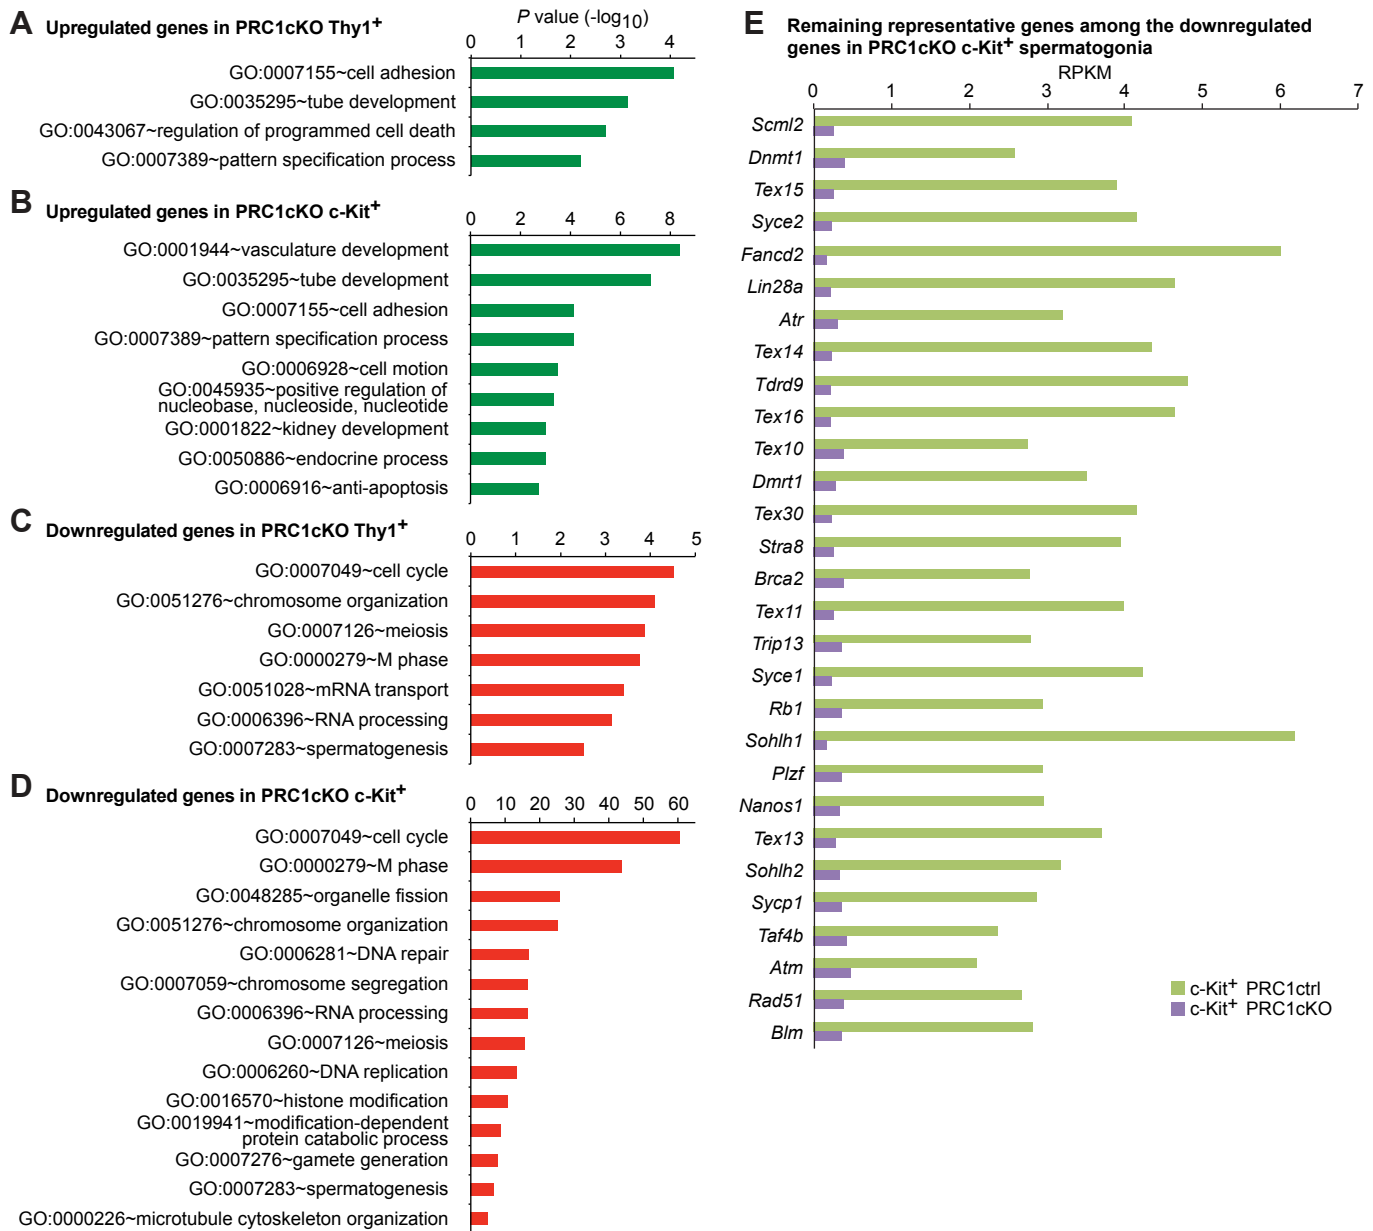 A Upregulated genes in PRC1cKO Thy1+
P value (-log10)
0 1 2 3 4
GO:0007155~cell adhesion
GO:0035295~tube development
GO:0043067~regulation of programmed cell death
GO:0007389~pattern specification process
B Upregulated genes in PRC1cKO c-Kit+
0 2 4 6 8
GO:0001944~vasculature development
GO:0035295~tube development
GO:0007155~cell adhesion
GO:0007389~pattern specification process
GO:0006928~cell motion
GO:0045935~positive regulation of
nucleobase, nucleoside, nucleotide
GO:0001822~kidney development
GO:0050886~endocrine process
GO:0006916~anti-apoptosis
C Downregulated genes in PRC1cKO Thy1+
0 1 2 3 4 5
GO:0007049~cell cycle
GO:0051276~chromosome organization
GO:0007126~meiosis
GO:0000279~M phase
GO:0051028~mRNA transport
GO:0006396~RNA processing
GO:0007283~spermatogenesis
D Downregulated genes in PRC1cKO c-Kit+
0 10 20 30 40 50 60
GO:0007049~cell cycle
GO:0000279~M phase
GO:0048285~organelle fission
GO:0051276~chromosome organization
GO:0006281~DNA repair
GO:0007059~chromosome segregation
GO:0006396~RNA processing
GO:0007126~meiosis
GO:0006260~DNA replication
GO:0016570~histone modification
GO:0019941~modification-dependent
protein catabolic process
GO:0007276~gamete generation
GO:0007283~spermatogenesis
GO:0000226~microtubule cytoskeleton organization
E Remaining representative genes among the downregulated
genes in PRC1cKO c-Kit+ spermatogonia
RPKM
0 1 2 3 4 5 6 7
Scml2
Dnmt1
Tex15
Syce2
Fancd2
Lin28a
Atr
Tex14
Tdrd9
Tex16
Tex10
Dmrt1
Tex30
Stra8
Brca2
Tex11
Trip13
Syce1
Rb1
Sohlh1
Plzf
Nanos1
Tex13
Sohlh2
Sycp1
Taf4b
Atm
Rad51
Blm
c-Kit+ PRC1ctrl
c-Kit+ PRC1cKO